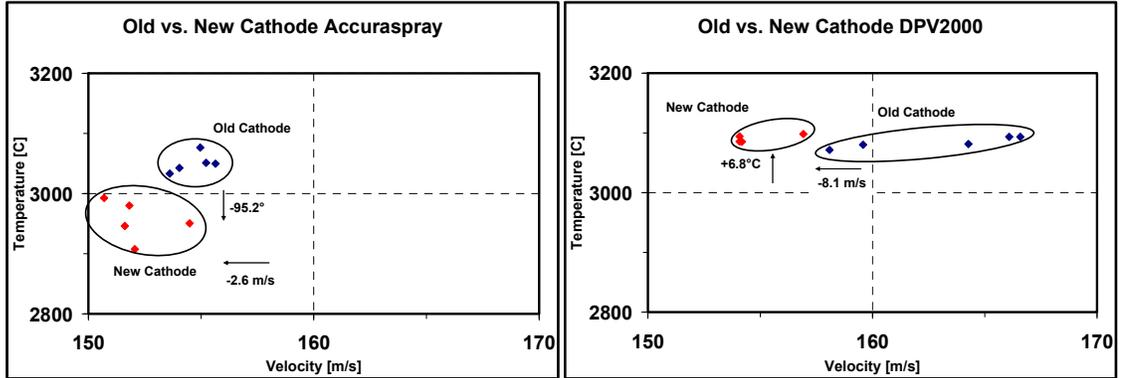 Old vs. New Cathode Accuraspray
3200
3000
2800
150
160
170
Temperature [C]
Velocity [m/s]
Old Cathode
-95.2°
New Cathode
-2.6 m/s
Old vs. New Cathode DPV2000
3200
3000
2800
150
160
170
Temperature [C]
Velocity [m/s]
New Cathode
Old Cathode
+6.8°C
-8.1 m/s